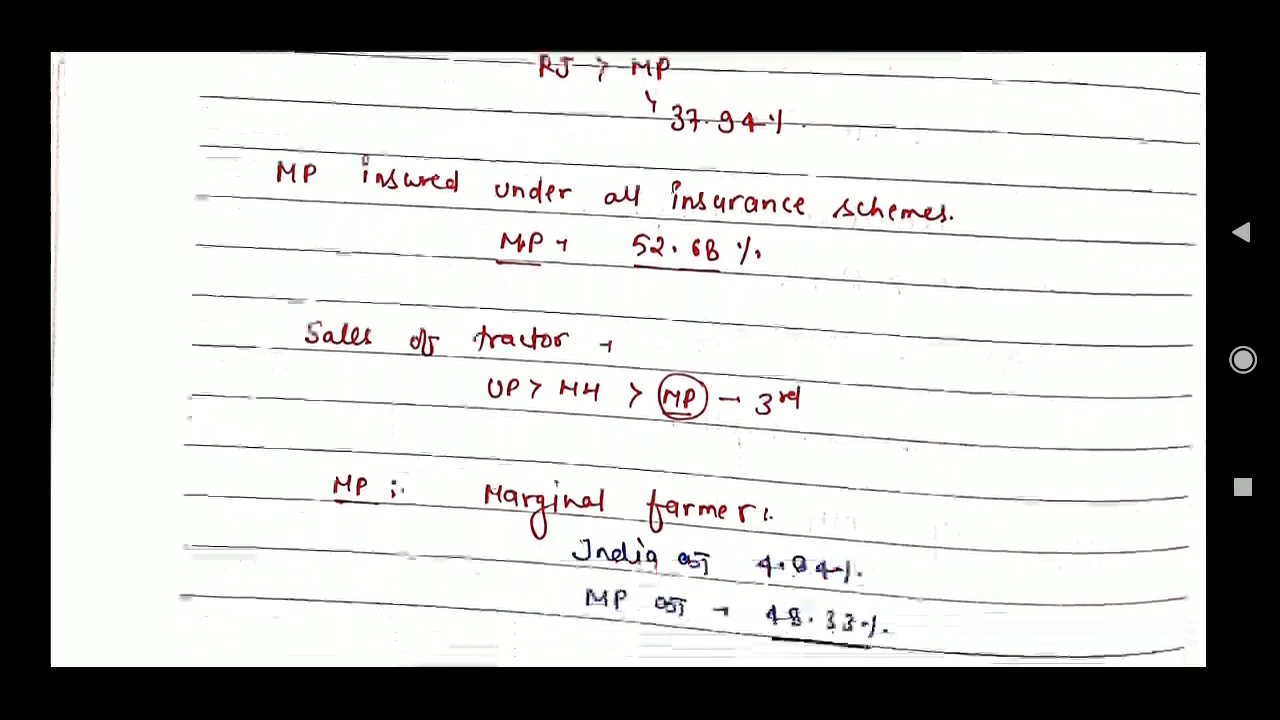 RJ > MP
↳ 37.94%.
MP insured under all insurance schemes.
MP → 52.68 %.
Sales of tractor →
UP > MH > MP – 3rd
MP :. Marginal farmer :.
India का 4.84%.
MP का → 48.33%.